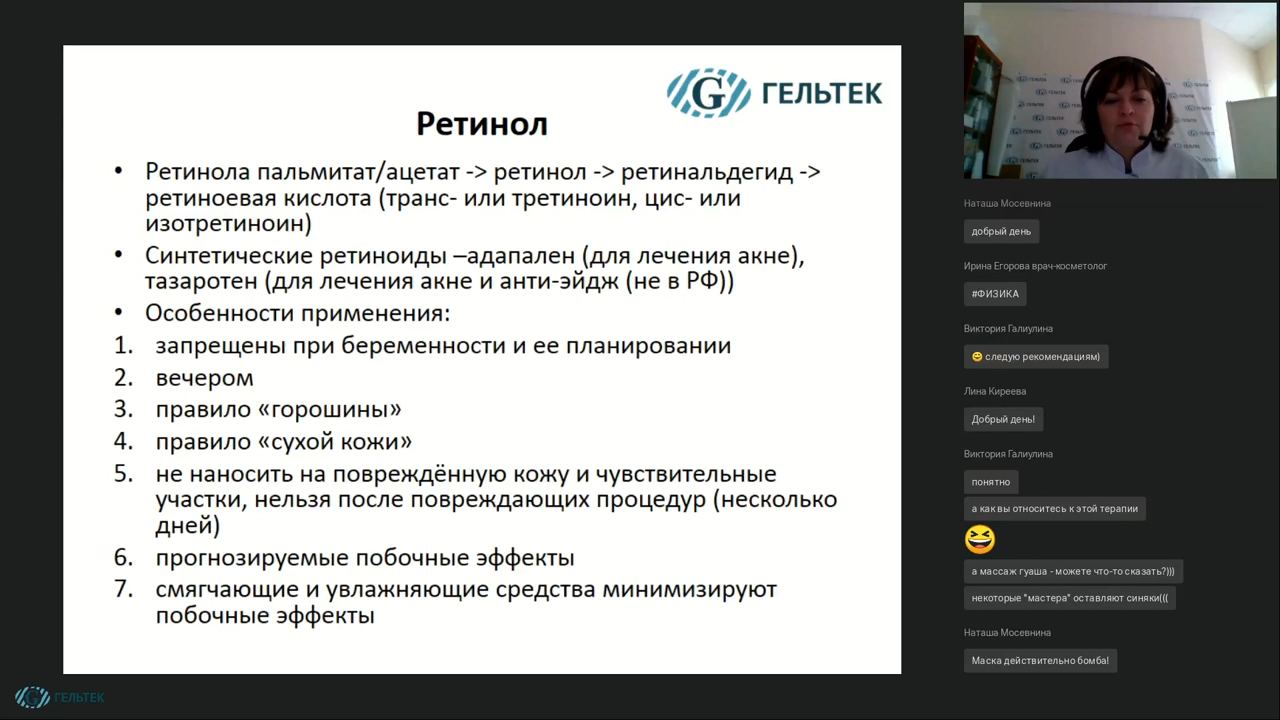 ГЕЛЬТЕК
Ретинол
• Ретинола пальмитат/ацетат -> ретинол -> ретинальдегид ->
ретиноевая кислота (транс- или третиноин, цис- или
изотретиноин)
• Синтетические ретиноиды –адапален (для лечения акне),
тазаротен (для лечения акне и анти-эйдж (не в РФ))
• Особенности применения:
1. запрещены при беременности и ее планировании
2. вечером
3. правило «горошины»
4. правило «сухой кожи»
5. не наносить на повреждённую кожу и чувствительные
участки, нельзя после повреждающих процедур (несколько
дней)
6. прогнозируемые побочные эффекты
7. смягчающие и увлажняющие средства минимизируют
побочные эффекты
ГЕЛЬТЕК
Наташа Мосевнина
добрый день
Ирина Егорова врач-косметолог
#ФИЗИКА
Виктория Галиулина
😊 следую рекомендациям)
Лина Киреева
Добрый день!
Виктория Галиулина
понятно
а как вы относитесь к этой терапии
😆
а массаж гуаша - можете что-то сказать?)))
некоторые "мастера" оставляют синяки(((
Наташа Мосевнина
Маска действительно бомба!